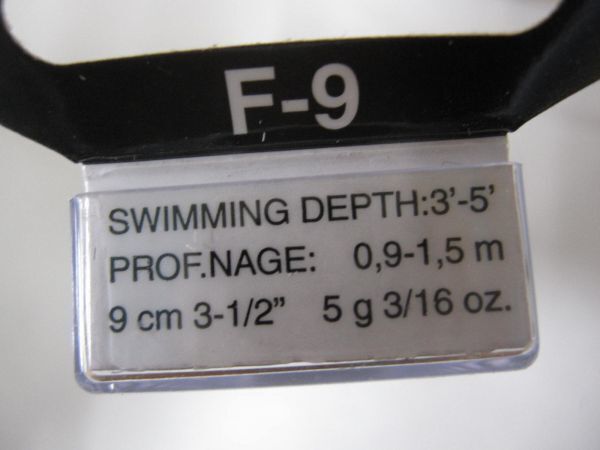 F-9
SWIMMING DEPTH:3'-5'
PROF.NAGE: 0,9-1,5 m
9 cm 3-1/2" 5 g 3/16 oz.